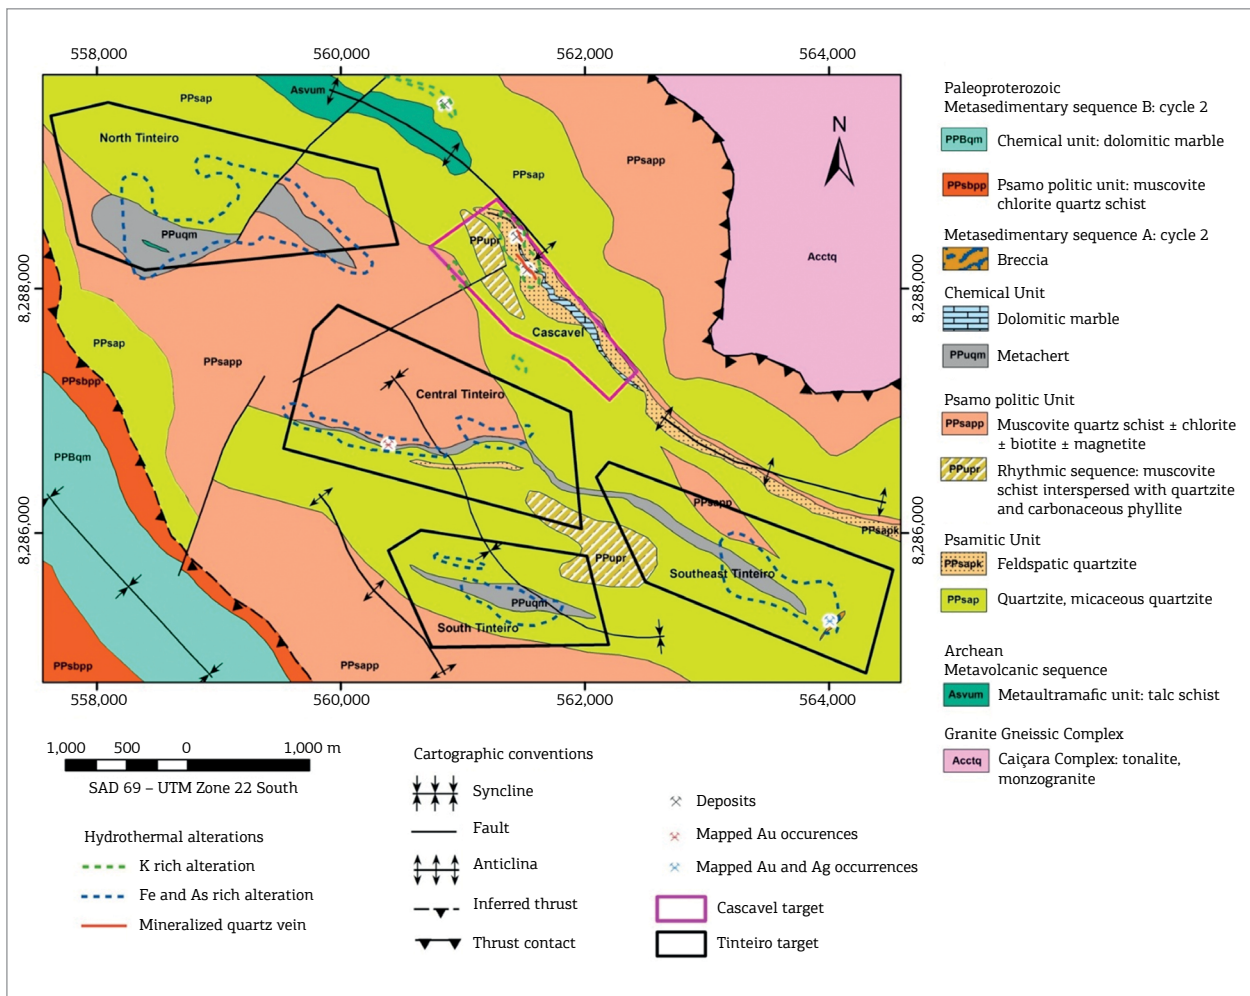 558,000 560,000 562,000 564,000
8,288,000
8,286,000
8,288,000
8,286,000
PPsap
Asvum
North Tinteiro
PPsapp
PPsap
N
PPuqm
PPupr
Acctq
Cascavel
PPsap
PPsapp
PPsbpp
Central Tinteiro
PPBqm
PPsapp
PPsapk
PPupr
Southeast Tinteiro
PPuqm
South Tinteiro
PPsbpp
PPsapp
558,000 560,000 562,000 564,000
1,000 500 0 1,000 m
SAD 69 – UTM Zone 22 South
Hydrothermal alterations
K rich alteration
Fe and As rich alteration
Mineralized quartz vein
Cartographic conventions
Syncline
Fault
Anticlina
Inferred thrust
Thrust contact
Deposits
Mapped Au occurences
Mapped Au and Ag occurrences
Cascavel target
Tinteiro target
Paleoproterozoic
Metasedimentary sequence B: cycle 2
PPBqm Chemical unit: dolomitic marble
PPsbpp Psamo politic unit: muscovite
chlorite quartz schist
Metasedimentary sequence A: cycle 2
Breccia
Chemical Unit
Dolomitic marble
PPuqm Metachert
Psamo politic Unit
PPsapp Muscovite quartz schist ± chlorite
± biotite ± magnetite
PPupr Rhythmic sequence: muscovite
schist interspersed with quartzite
and carbonaceous phyllite
Psamitic Unit
PPsapk Feldspatic quartzite
PPsap Quartzite, micaceous quartzite
Archean
Metavolcanic sequence
Asvum Metaultramafic unit: talc schist
Granite Gneissic Complex
Acctq Caiçara Complex: tonalite,
monzogranite